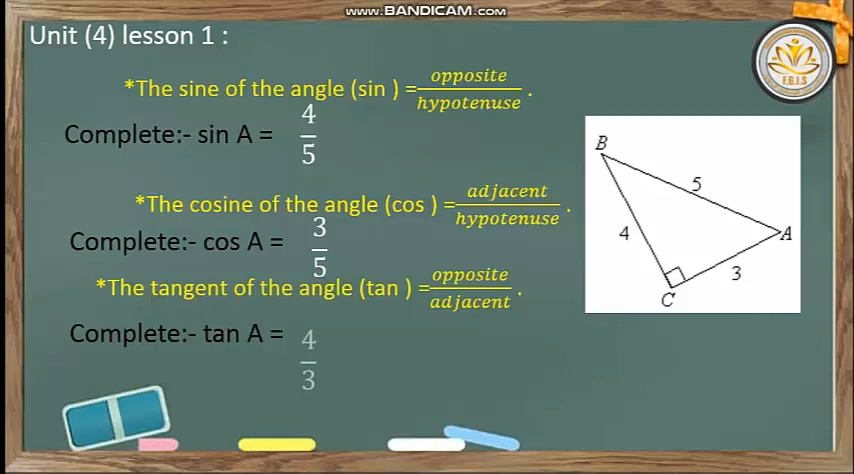 www.BANDICAM.com
Unit (4) lesson 1 :
*The sine of the angle (sin ) = opposite/hypotenuse .
Complete:- sin A = 4/5
*The cosine of the angle (cos ) = adjacent/hypotenuse .
Complete:- cos A = 3/5
*The tangent of the angle (tan ) = opposite/adjacent .
Complete:- tan A = 4/3
B
5
A
4
3
C
F.G.I.S